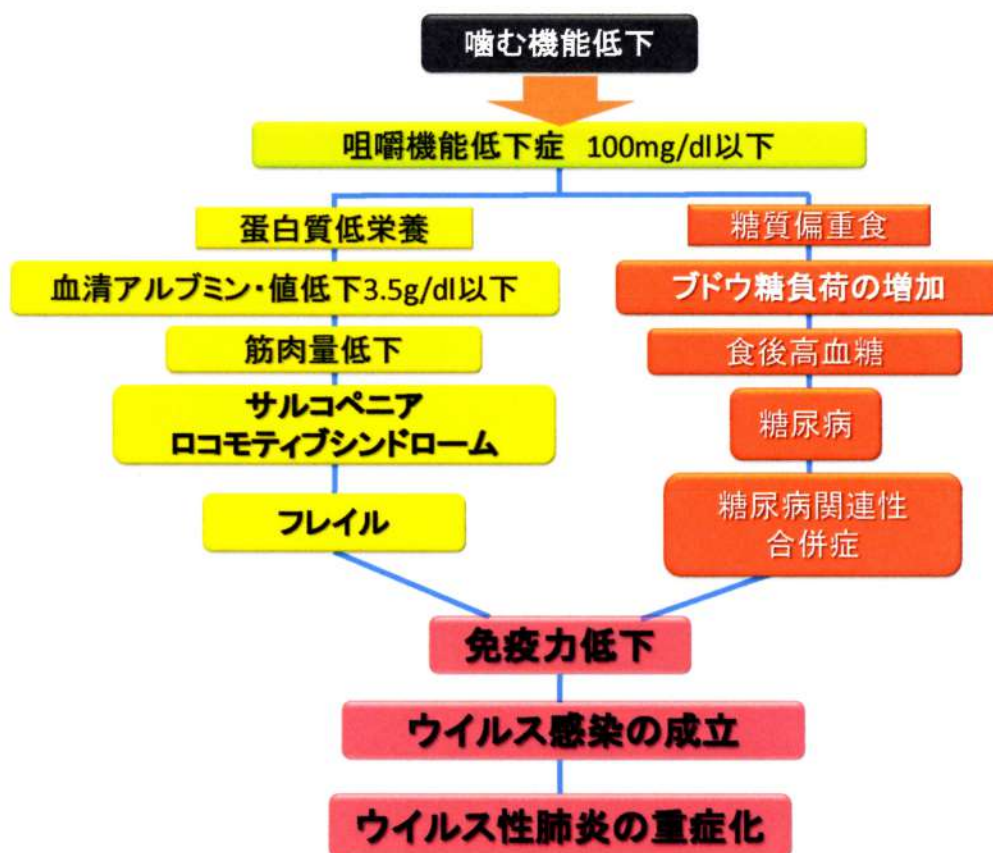 噛む機能低下
咀嚼機能低下症 100mg/dl以下
蛋白質低栄養
血清アルブミン・値低下3.5g/dl以下
筋肉量低下
サルコペニア
ロコモティブシンドローム
フレイル
糖質偏重食
ブドウ糖負荷の増加
食後高血糖
糖尿病
糖尿病関連性
合併症
免疫力低下
ウイルス感染の成立
ウイルス性肺炎の重症化